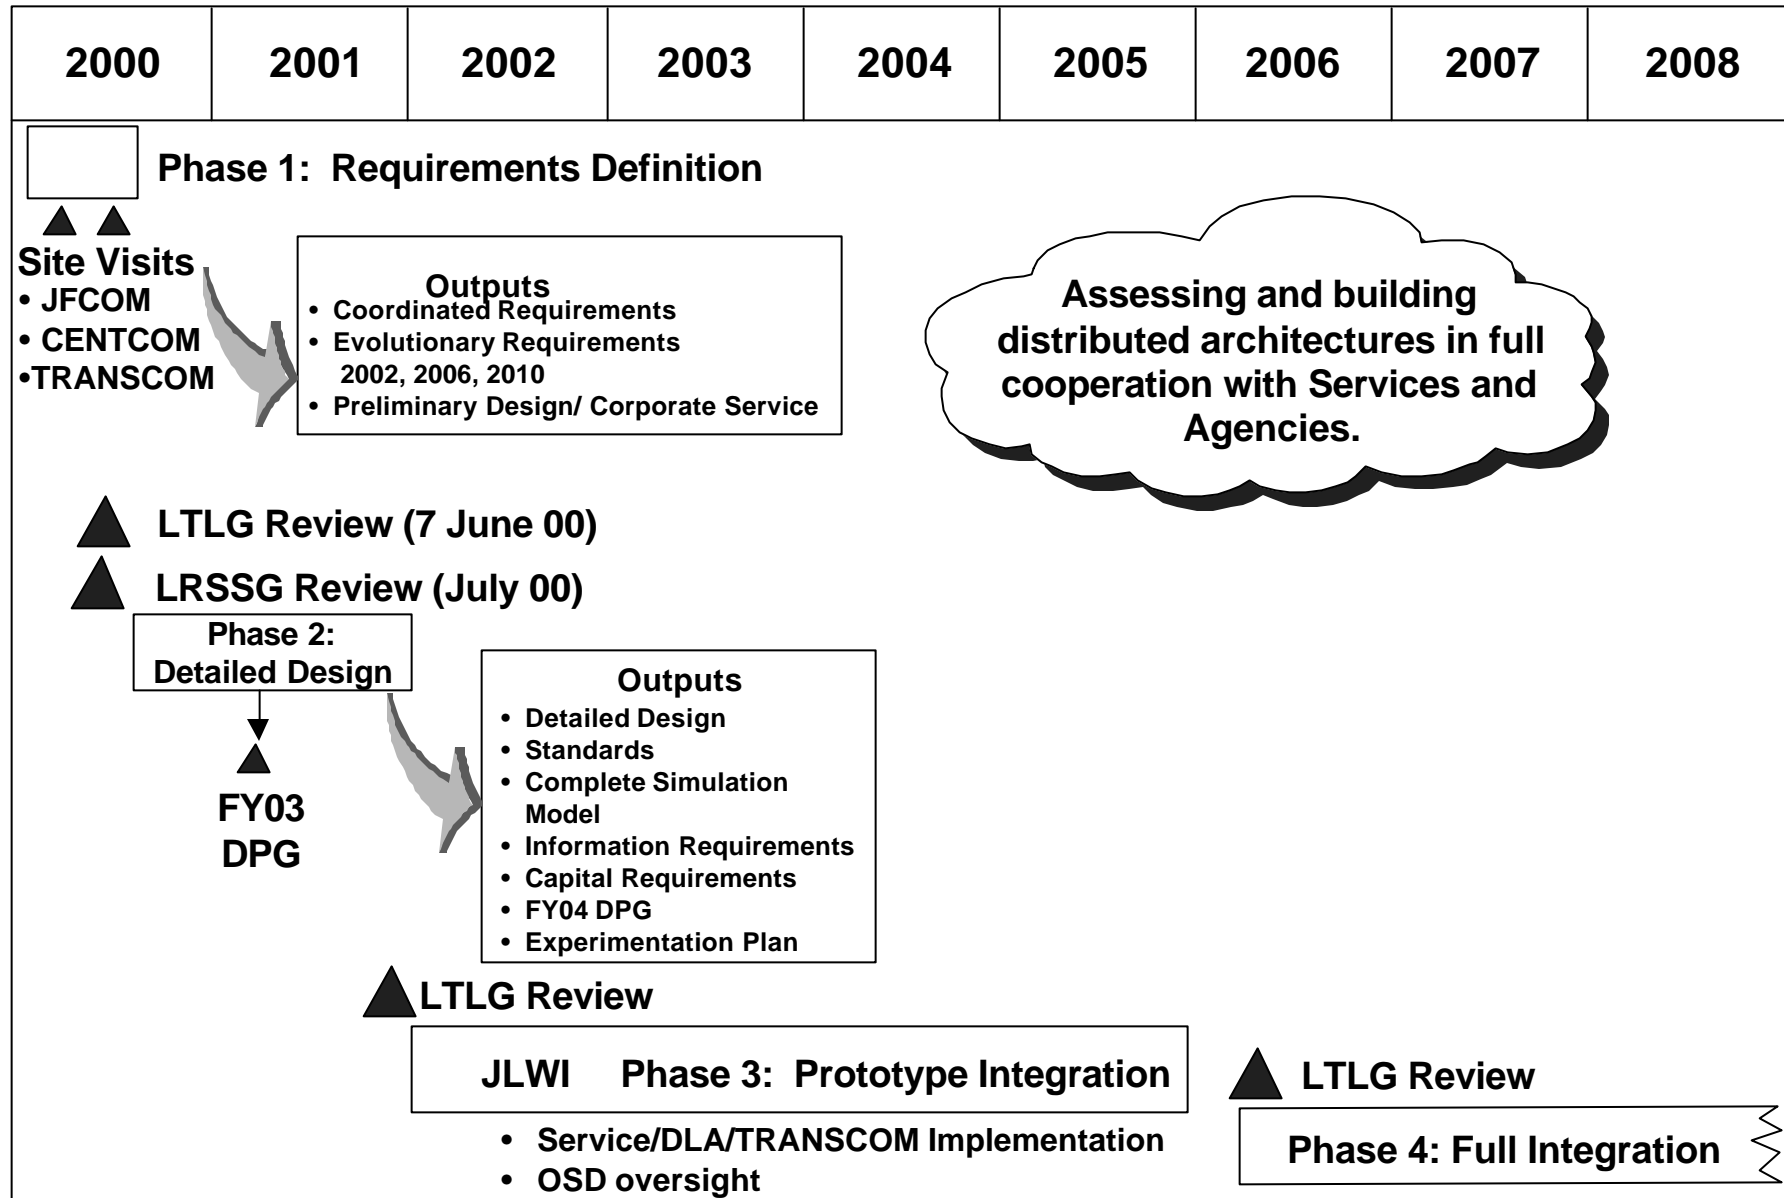 2000 2001 2002 2003 2004 2005 2006 2007 2008
Phase 1: Requirements Definition
Site Visits
• JFCOM
• CENTCOM
•TRANSCOM
Outputs
• Coordinated Requirements
• Evolutionary Requirements
2002, 2006, 2010
• Preliminary Design/ Corporate Service
Assessing and building
distributed architectures in full
cooperation with Services and
Agencies.
LTLG Review (7 June 00)
LRSSG Review (July 00)
Phase 2:
Detailed Design
FY03
DPG
Outputs
• Detailed Design
• Standards
• Complete Simulation
Model
• Information Requirements
• Capital Requirements
• FY04 DPG
• Experimentation Plan
LTLG Review
JLWI Phase 3: Prototype Integration
• Service/DLA/TRANSCOM Implementation
• OSD oversight
LTLG Review
Phase 4: Full Integration